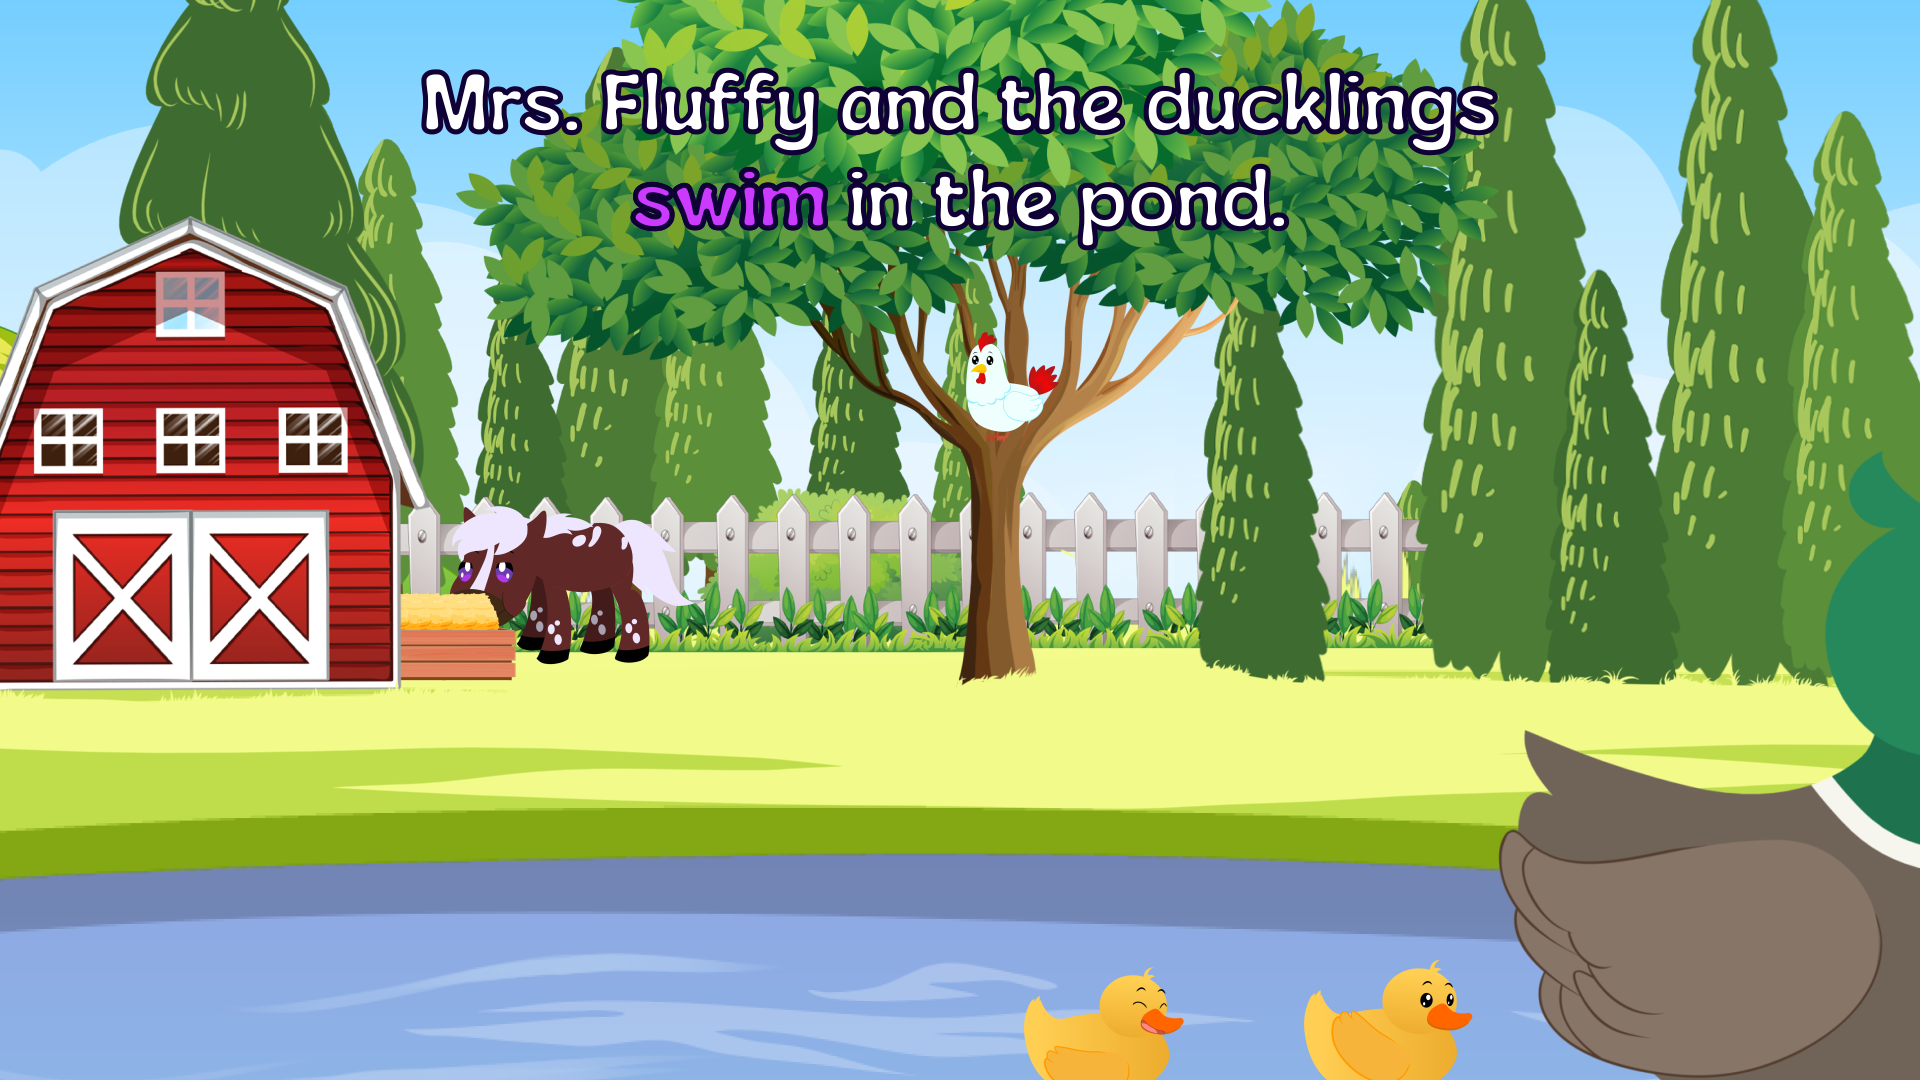 Mrs. Fluffy and the ducklings
swim in the pond.